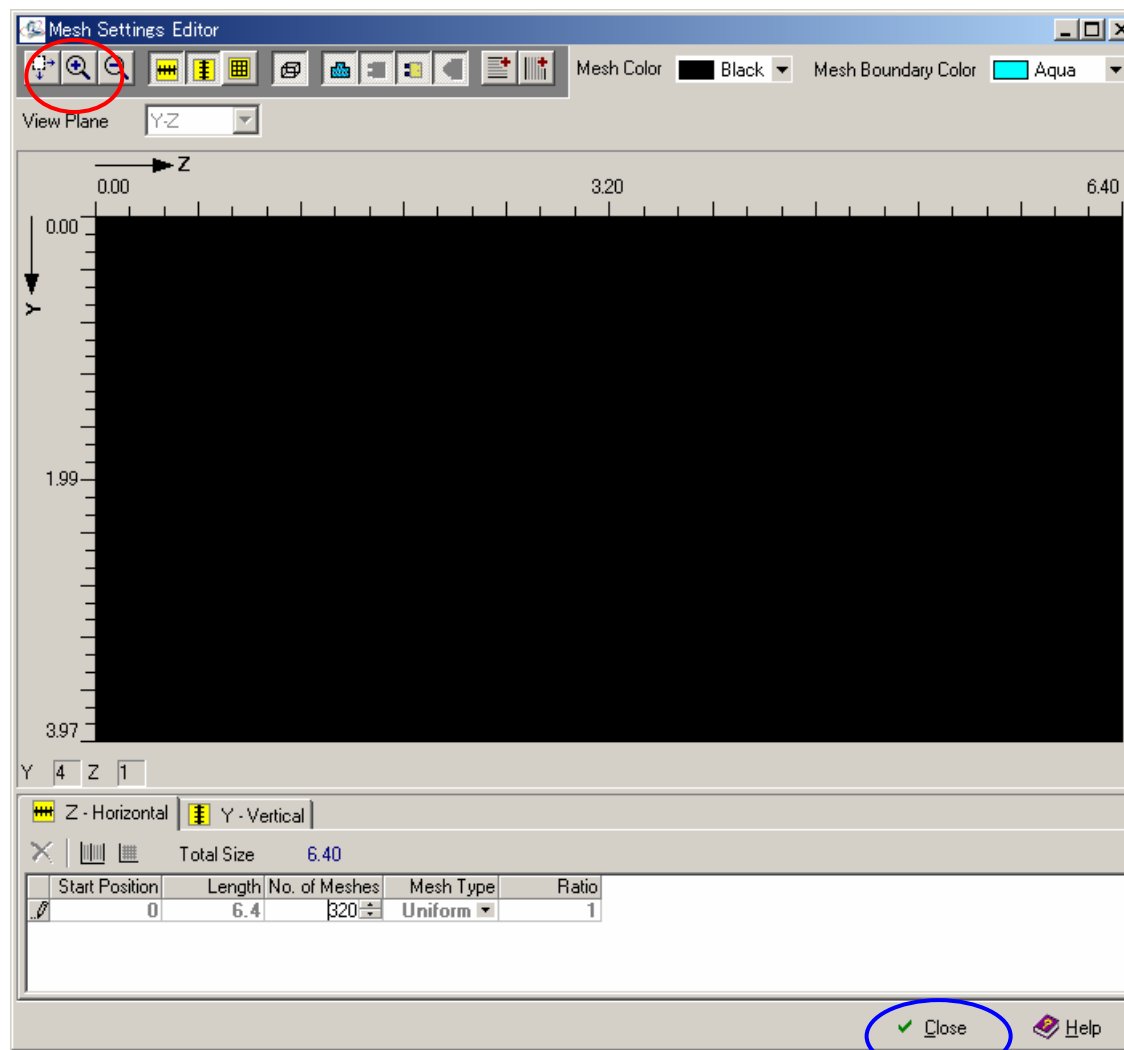 Mesh Settings Editor
Mesh Color Black Mesh Boundary Color Aqua
View Plane Y-Z
Z
0.00 3.20 6.40
0.00
Y
1.99
3.97
Y 4 Z 1
Z - Horizontal Y - Vertical
Total Size 6.40
Start Position Length No. of Meshes Mesh Type Ratio
0 6.4 320 Uniform 1
Close Help